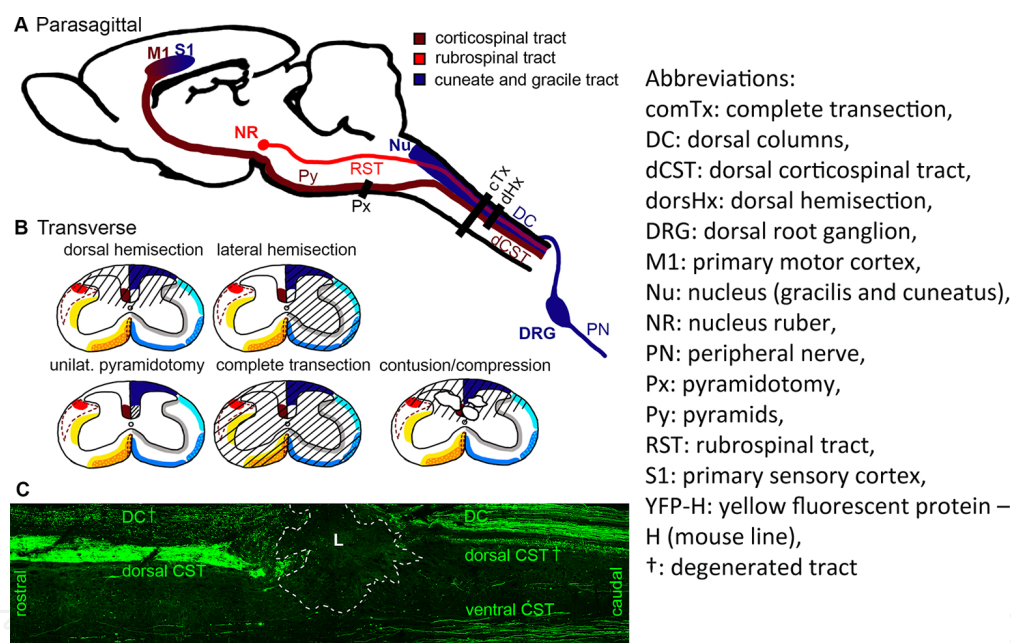 A Parasagittal
M1 S1
corticospinal tract
rubrospinal tract
cuneate and gracile tract
NR
Nu
RST
Py
Px
cTx
dHx
DC
dCST
DRG
PN
B Transverse
dorsal hemisection
lateral hemisection
unilat. pyramidotomy
complete transection
contusion/compression
C
DC†
L
DC
dorsal CST
dorsal CST †
ventral CST
rostral
caudal
Abbreviations:
comTx: complete transection,
DC: dorsal columns,
dCST: dorsal corticospinal tract,
dorsHx: dorsal hemisection,
DRG: dorsal root ganglion,
M1: primary motor cortex,
Nu: nucleus (gracilis and cuneatus),
NR: nucleus ruber,
PN: peripheral nerve,
Px: pyramidotomy,
Py: pyramids,
RST: rubrospinal tract,
S1: primary sensory cortex,
YFP-H: yellow fluorescent protein –
H (mouse line),
†: degenerated tract